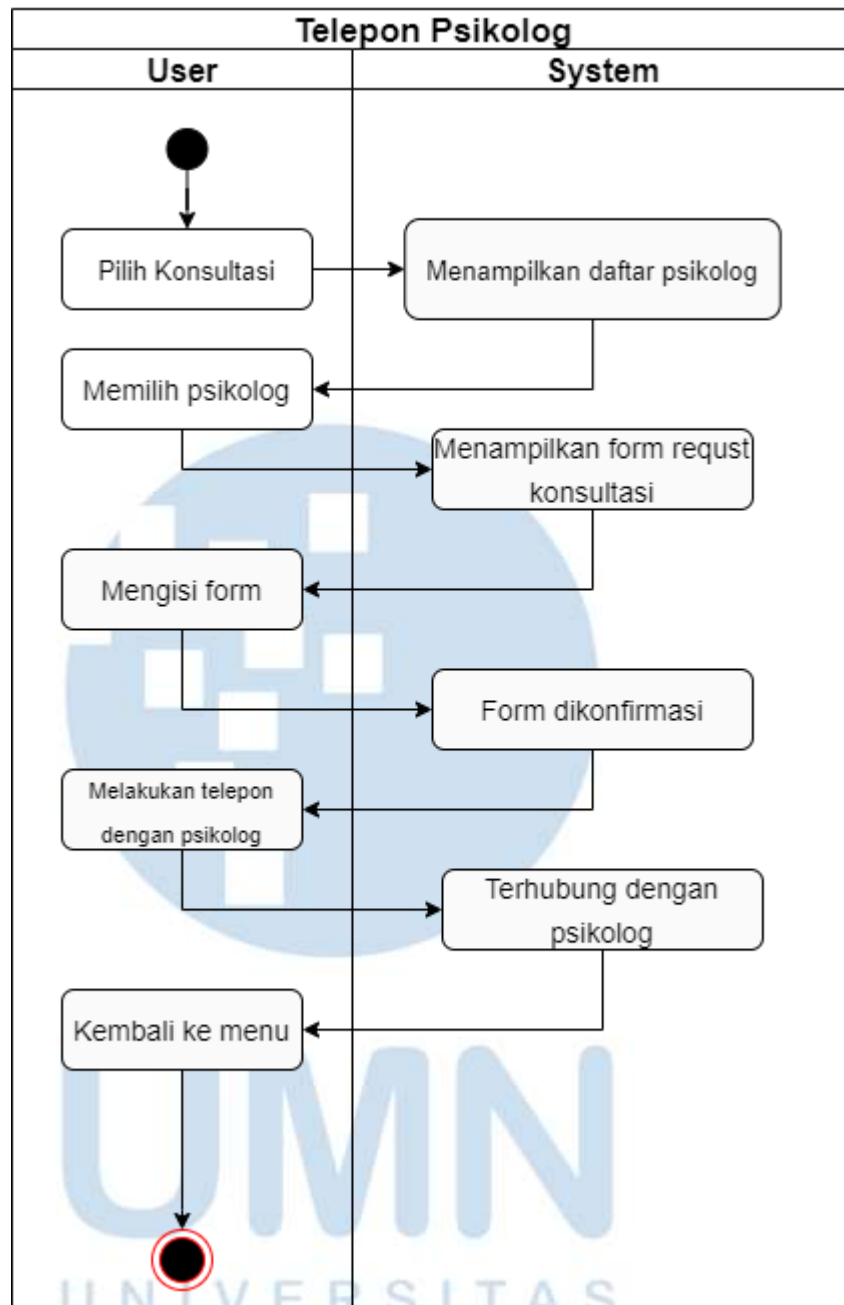 Telepon Psikolog
User
System
Pilih Konsultasi
Menampilkan daftar psikolog
Memilih psikolog
Menampilkan form requst
konsultasi
Mengisi form
Form dikonfirmasi
Melakukan telepon
dengan psikolog
Terhubung dengan
psikolog
Kembali ke menu
UMN
UNIVERSITAS